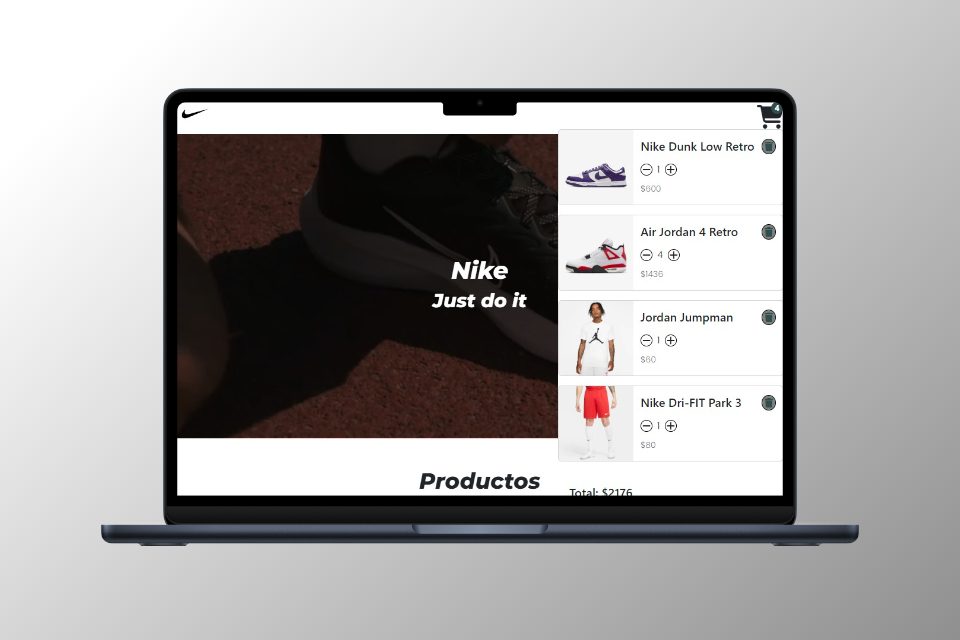 4
Nike Dunk Low Retro
1
$600
Air Jordan 4 Retro
4
$1436
Jordan Jumpman
1
$60
Nike Dri-FIT Park 3
1
$80
Total: $2176
Nike
Just do it
Productos